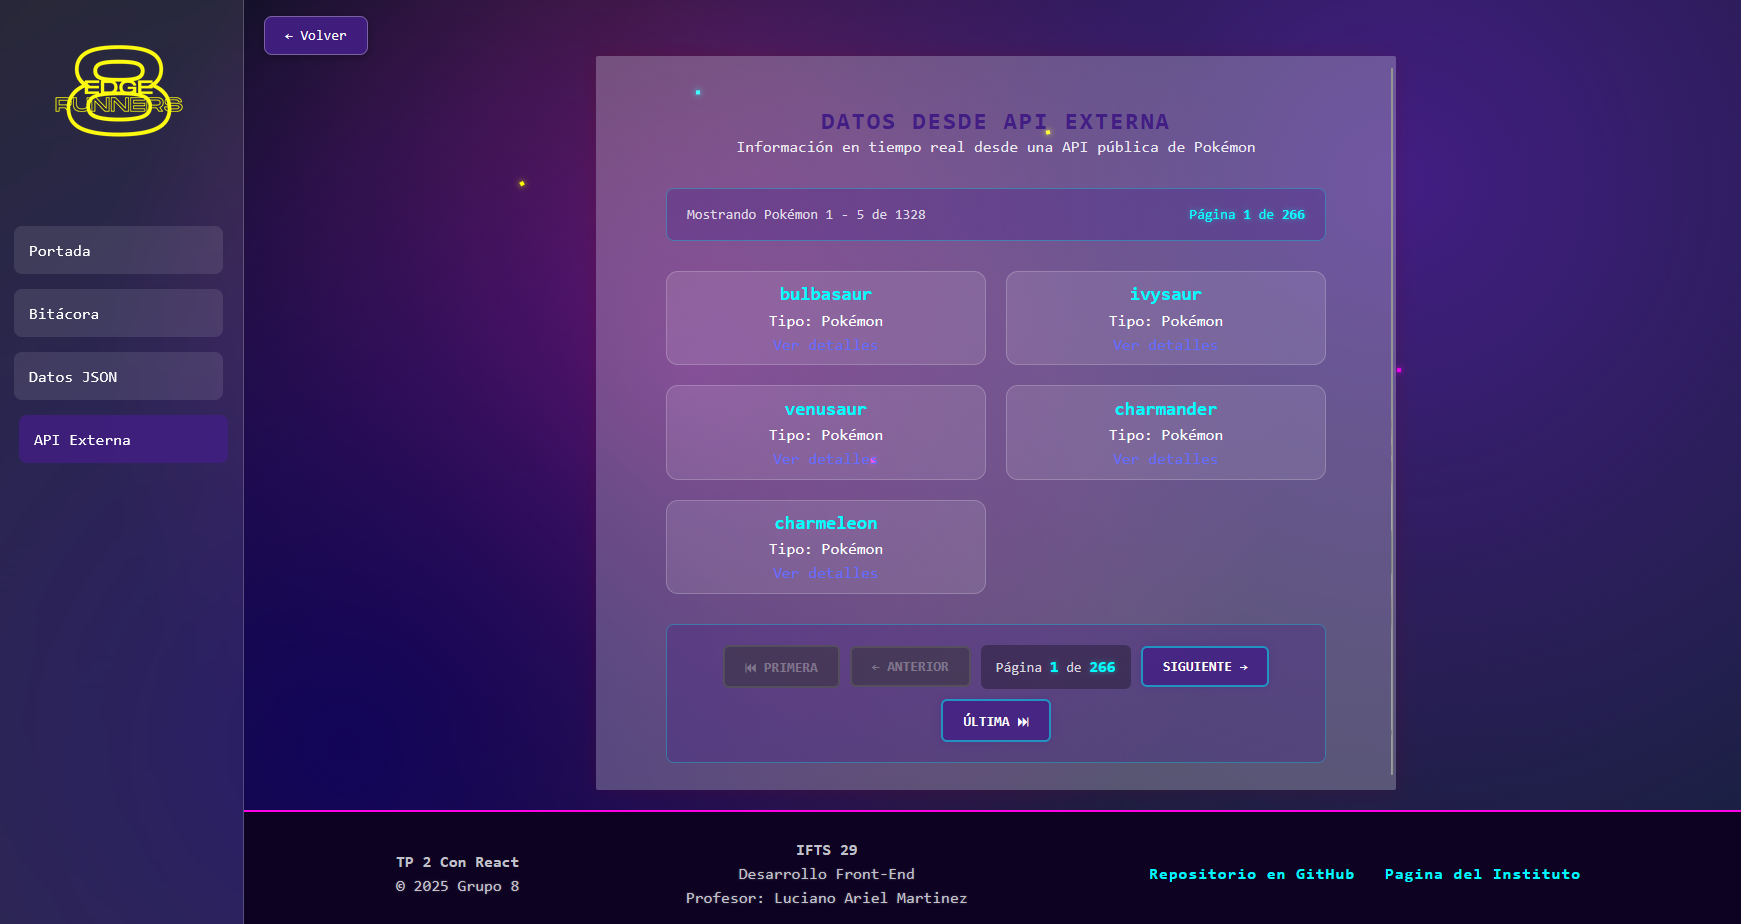 EDGE
RUNNERS
Portada
Bitácora
Datos JSON
API Externa
← Volver
DATOS DESDE API EXTERNA
Información en tiempo real desde una API pública de Pokémon
Mostrando Pokémon 1 - 5 de 1328
Página 1 de 266
bulbasaur
Tipo: Pokémon
Ver detalles
ivysaur
Tipo: Pokémon
Ver detalles
venusaur
Tipo: Pokémon
Ver detalles
charmander
Tipo: Pokémon
Ver detalles
charmeleon
Tipo: Pokémon
Ver detalles
⏮ PRIMERA
← ANTERIOR
Página 1 de 266
SIGUIENTE →
ÚLTIMA ⏭
TP 2 Con React
© 2025 Grupo 8
IFTS 29
Desarrollo Front-End
Profesor: Luciano Ariel Martinez
Repositorio en GitHub
Pagina del Instituto